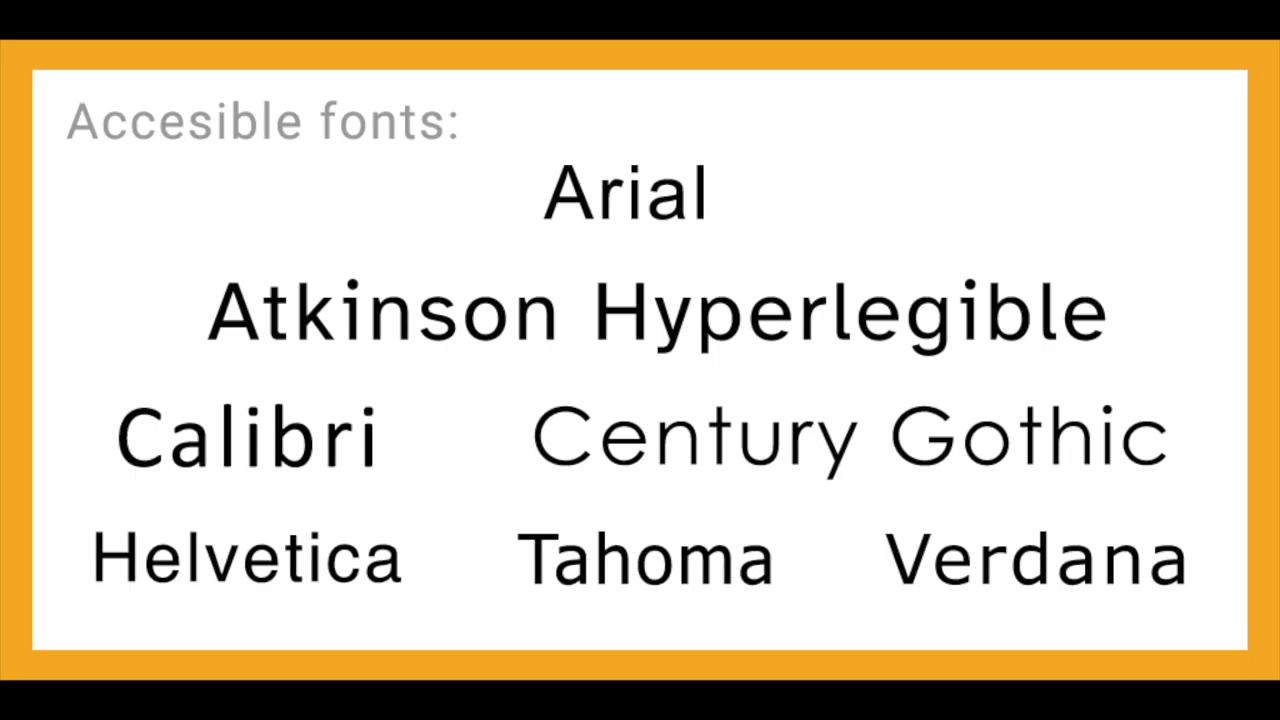 Accesible fonts:
Arial
Atkinson Hyperlegible
Calibri Century Gothic
Helvetica Tahoma Verdana